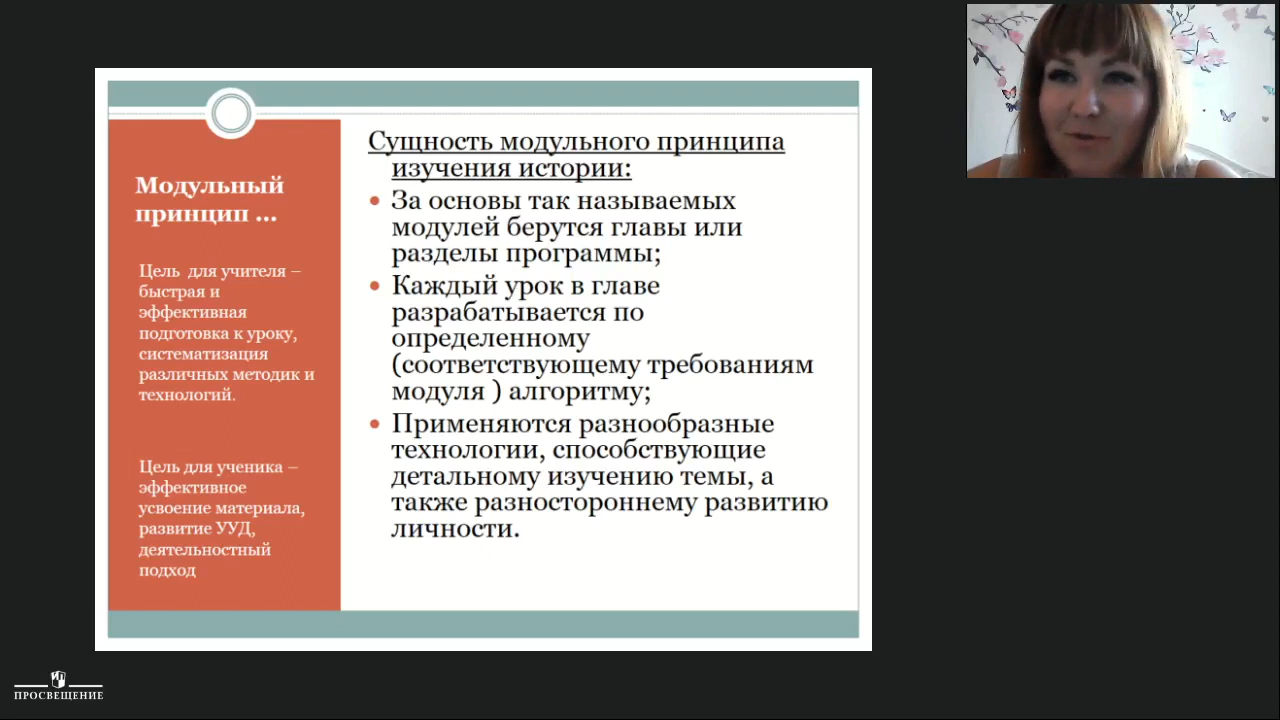 Модульный
принцип ...
Цель для учителя –
быстрая и
эффективная
подготовка к уроку,
систематизация
различных методик и
технологий.
Цель для ученика –
эффективное
усвоение материала,
развитие УУД,
деятельностный
подход
Сущность модульного принципа
изучения истории:
• За основы так называемых
модулей берутся главы или
разделы программы;
• Каждый урок в главе
разрабатывается по
определенному
(соответствующему требованиям
модуля ) алгоритму;
• Применяются разнообразные
технологии, способствующие
детальному изучению темы, а
также разностороннему развитию
личности.
ПРОСВЕЩЕНИЕ